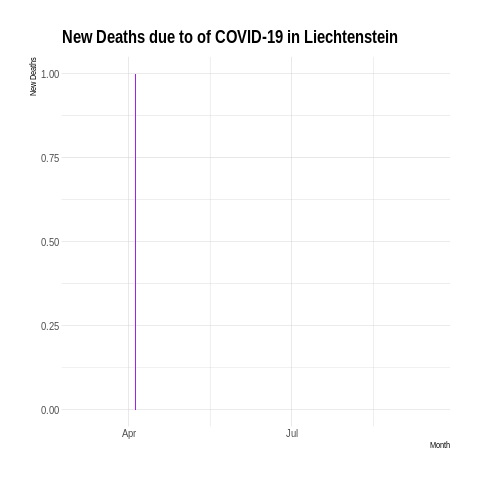 New Deaths due to of COVID-19 in Liechtenstein
New Deaths
1.00
0.75
0.50
0.25
0.00
Apr
Jul
Month